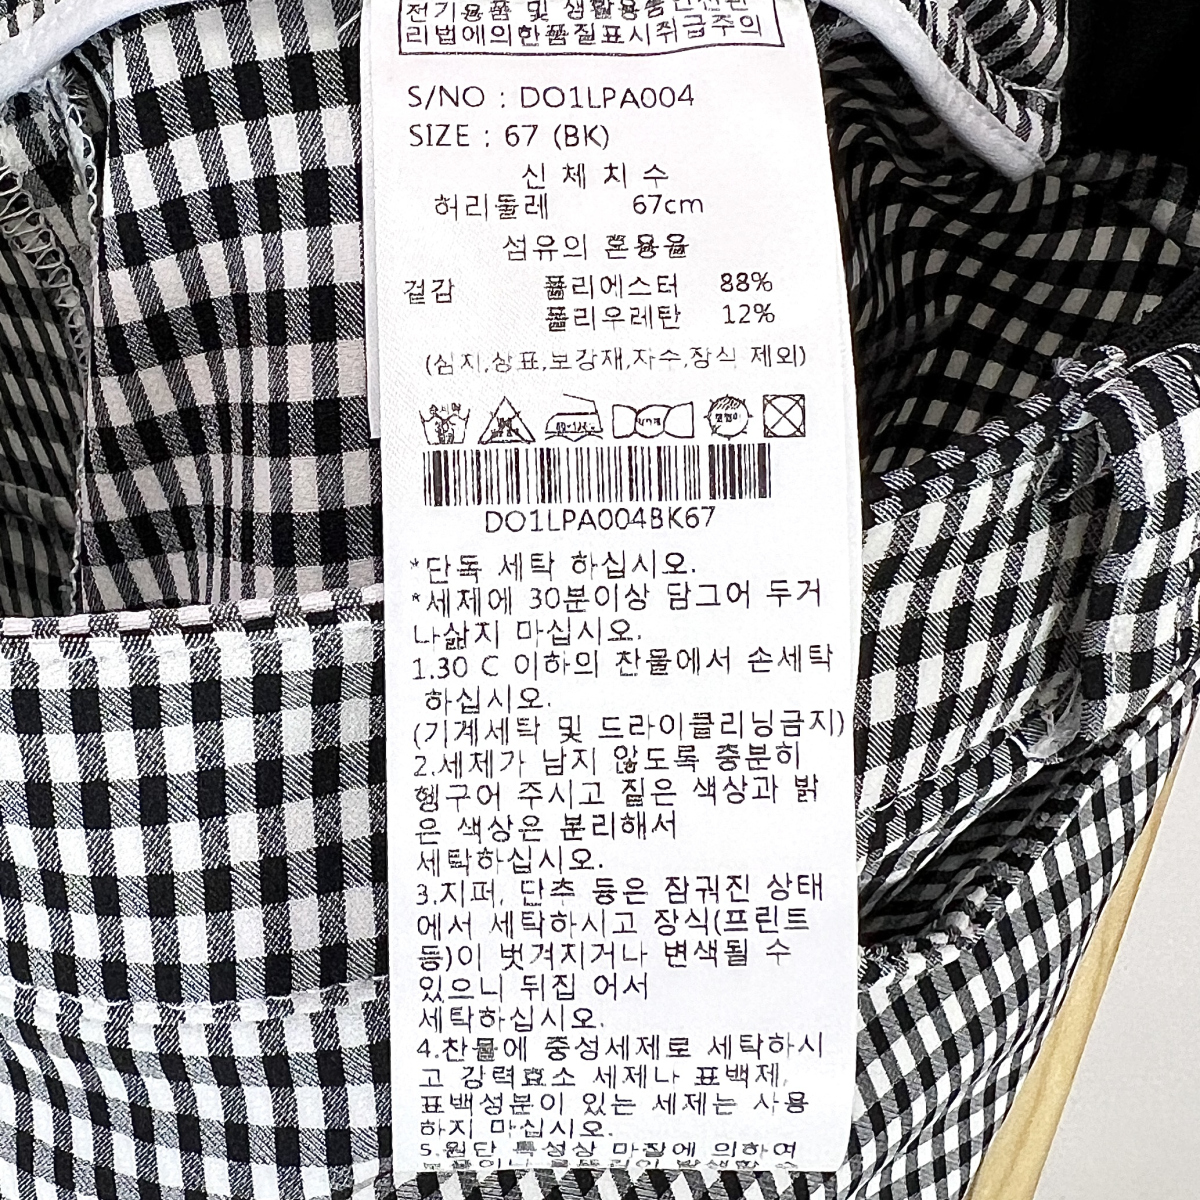 전기용품 및 생활용품안전관
리법에의한품질표시취급주의
S/NO : DO1LPA004
SIZE : 67 (BK)
신 체 치 수
허리둘레 67cm
섬유의 혼용율
겉감 폴리에스터 88%
폴리우레탄 12%
(심지,상표,보강재,자수,장식 제외)
DO1LPA004BK67
*단독 세탁 하십시오.
*세제에 30분이상 담그어 두거
나삶지 마십시오.
1.30 C 이하의 찬물에서 손세탁
하십시오.
(기계세탁 및 드라이클리닝금지)
2.세제가 남지 않도록 충분히
헹구어 주시고 짙은 색상과 밝
은 색상은 분리해서
세탁하십시오.
3.지퍼, 단추 등은 잠궈진 상태
에서 세탁하시고 장식(프린트
등)이 벗겨지거나 변색될 수
있으니 뒤집 어서
세탁하십시오.
4.찬물에 중성세제로 세탁하시
고 강력효소 세제나 표백제,
표백성분이 있는 세제는 사용
하지 마십시오.
5.원단 특성상 마찰에 의하여